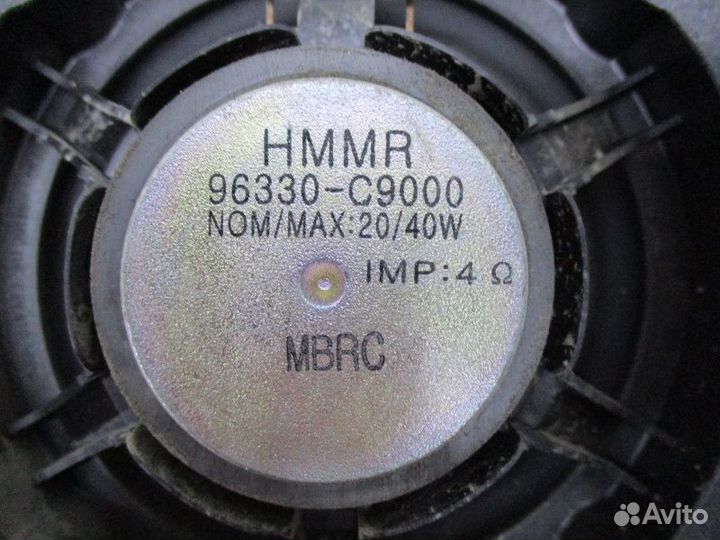 HMMR
96330-C9000
NOM/MAX:20/40W
IMP:4 Ω
MBRC
Avito